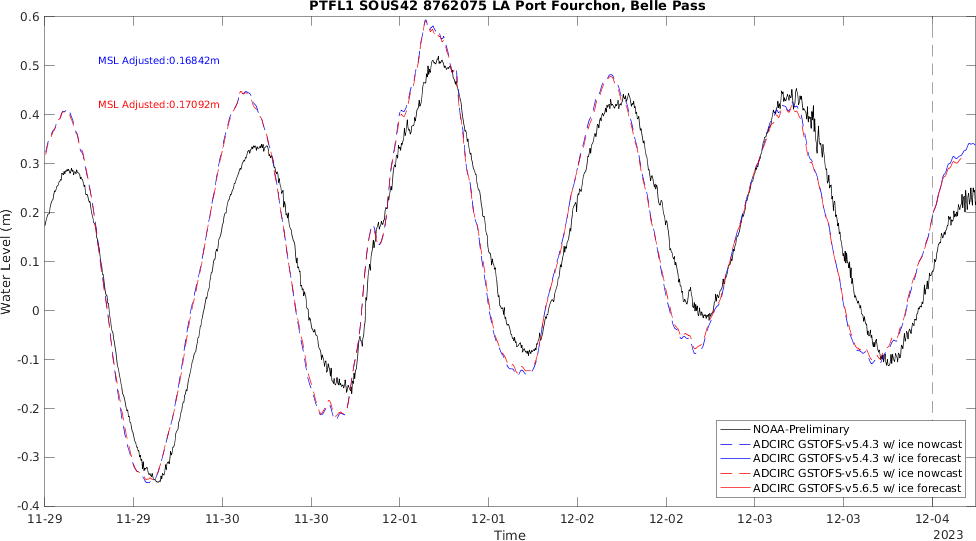 PTFL1 SOUS42 8762075 LA Port Fourchon, Belle Pass
0.6
0.5
0.4
0.3
0.2
0.1
0
-0.1
-0.2
-0.3
-0.4
Water Level (m)
MSL Adjusted:0.16842m
MSL Adjusted:0.17092m
NOAA-Preliminary
ADCIRC GSTOFS-v5.4.3 w/ ice nowcast
ADCIRC GSTOFS-v5.4.3 w/ ice forecast
ADCIRC GSTOFS-v5.6.5 w/ ice nowcast
ADCIRC GSTOFS-v5.6.5 w/ ice forecast
11-29 11-29 11-30 11-30 12-01 12-01 12-02 12-02 12-03 12-03 12-04
Time
2023